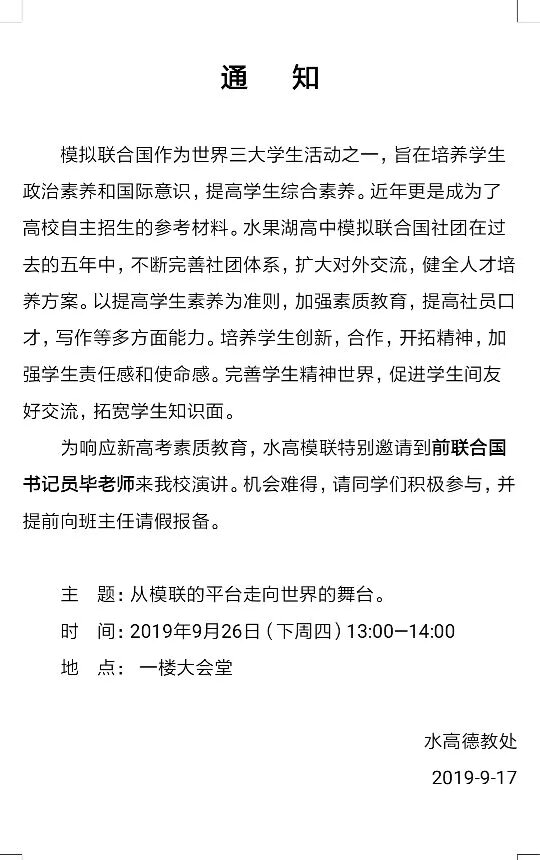 通 知
模拟联合国作为世界三大学生活动之一，旨在培养学生
政治素养和国际意识，提高学生综合素养。近年更是成为了
高校自主招生的参考材料。水果湖高中模拟联合国社团在过
去的五年中，不断完善社团体系，扩大对外交流，健全人才培
养方案。以提高学生素养为准则，加强素质教育，提高社员口
才，写作等多方面能力。培养学生创新，合作，开拓精神，加
强学生责任感和使命感。完善学生精神世界，促进学生间友
好交流，拓宽学生知识面。
为响应新高考素质教育，水高模联特别邀请到前联合国
书记员毕老师来我校演讲。机会难得，请同学们积极参与，并
提前向班主任请假报备。
主 题：从模联的平台走向世界的舞台。
时 间：2019年9月26日（下周四）13:00—14:00
地 点： 一楼大会堂
水高德教处
2019-9-17